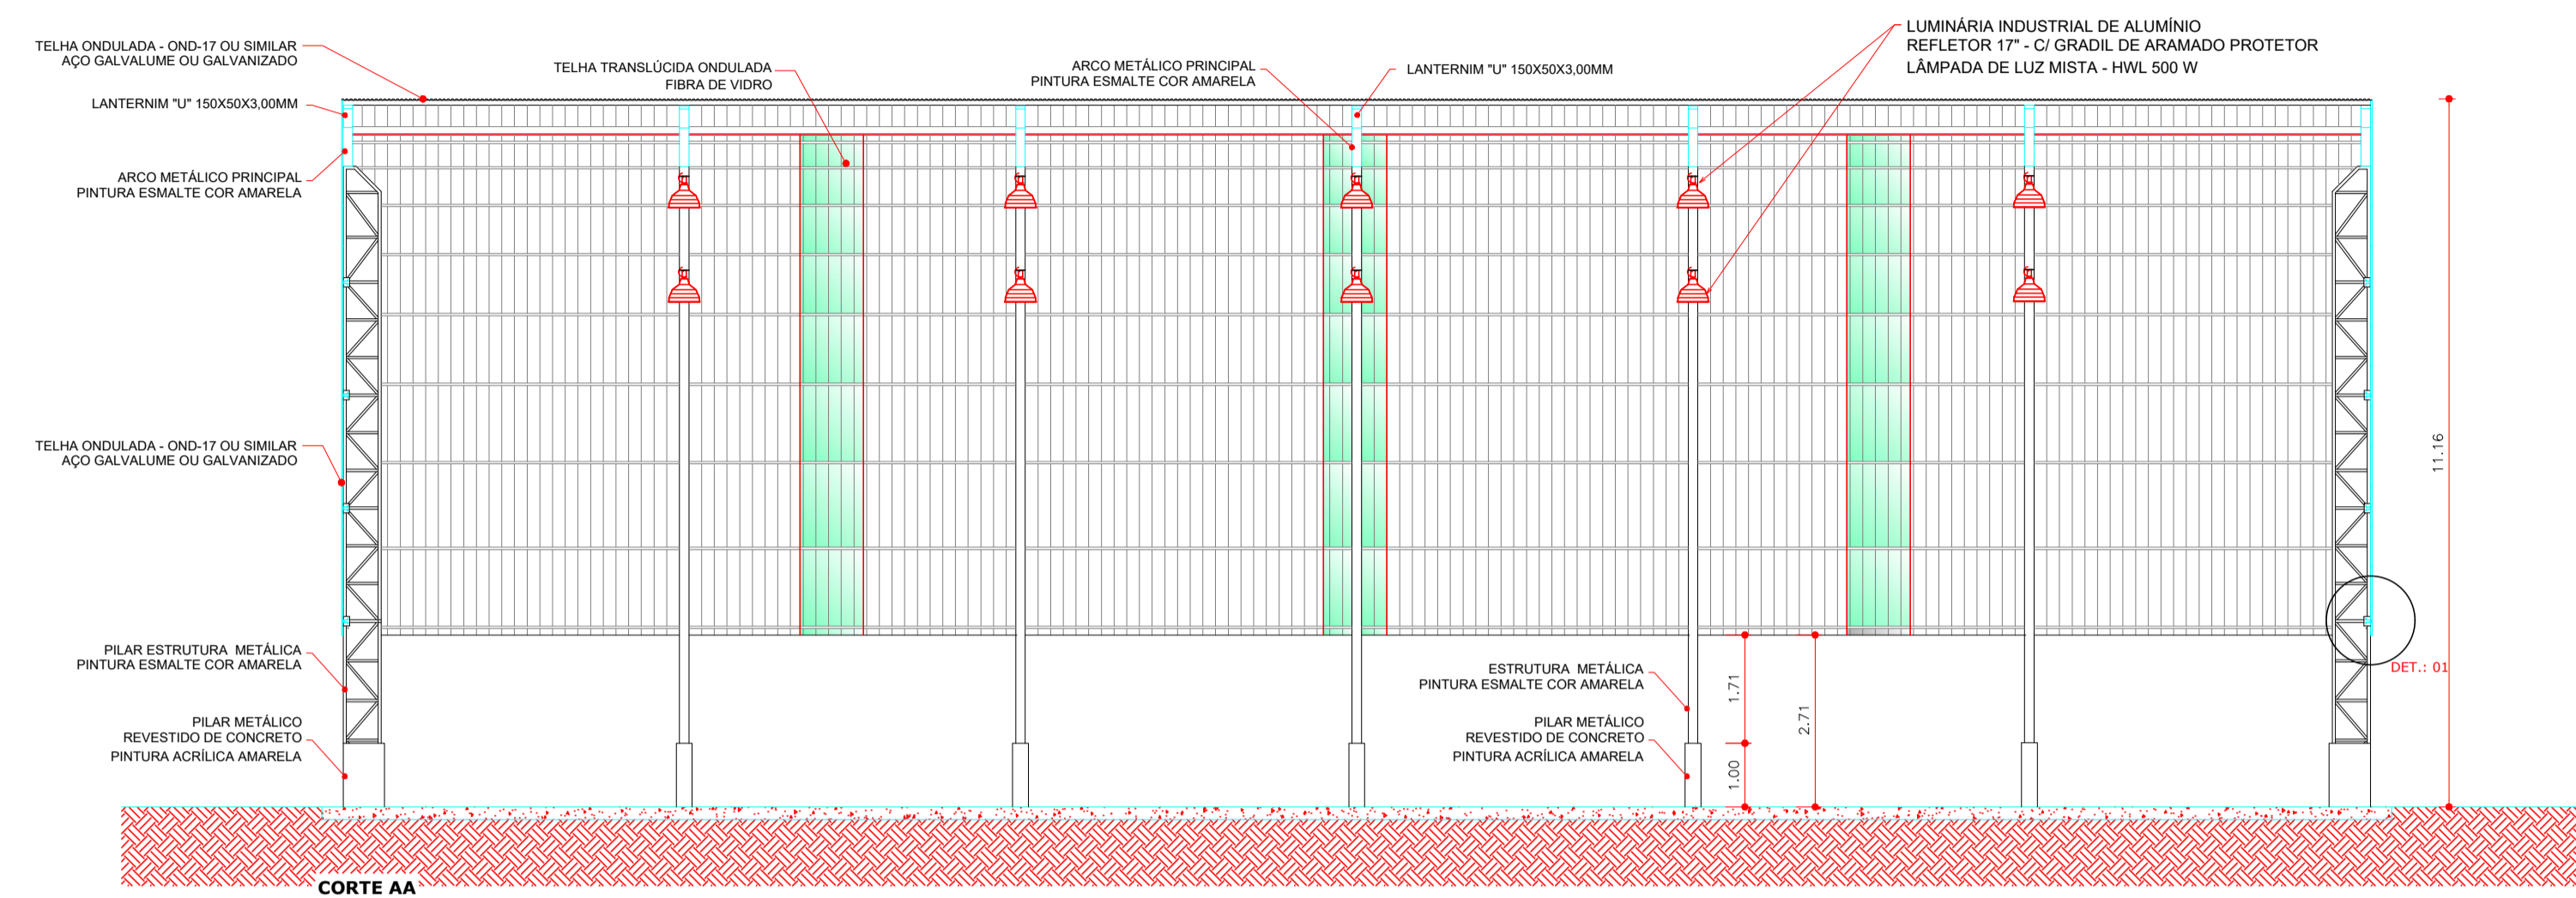 TELHA ONDULADA - OND-17 OU SIMILAR
AÇO GALVALUME OU GALVANIZADO
LANTERNIM "U" 150X50X3,00MM
ARCO METÁLICO PRINCIPAL
PINTURA ESMALTE COR AMARELA
TELHA TRANSLÚCIDA ONDULADA
FIBRA DE VIDRO
ARCO METÁLICO PRINCIPAL
PINTURA ESMALTE COR AMARELA
LANTERNIM "U" 150X50X3,00MM
LUMINÁRIA INDUSTRIAL DE ALUMÍNIO
REFLETOR 17" - C/ GRADIL DE ARAMADO PROTETOR
LÂMPADA DE LUZ MISTA - HWL 500 W
TELHA ONDULADA - OND-17 OU SIMILAR
AÇO GALVALUME OU GALVANIZADO
PILAR ESTRUTURA METÁLICA
PINTURA ESMALTE COR AMARELA
PILAR METÁLICO
REVESTIDO DE CONCRETO
PINTURA ACRÍLICA AMARELA
ESTRUTURA METÁLICA
PINTURA ESMALTE COR AMARELA
PILAR METÁLICO
REVESTIDO DE CONCRETO
PINTURA ACRÍLICA AMARELA
1.71
1.00
2.71
11.16
DET.: 01
CORTE AA